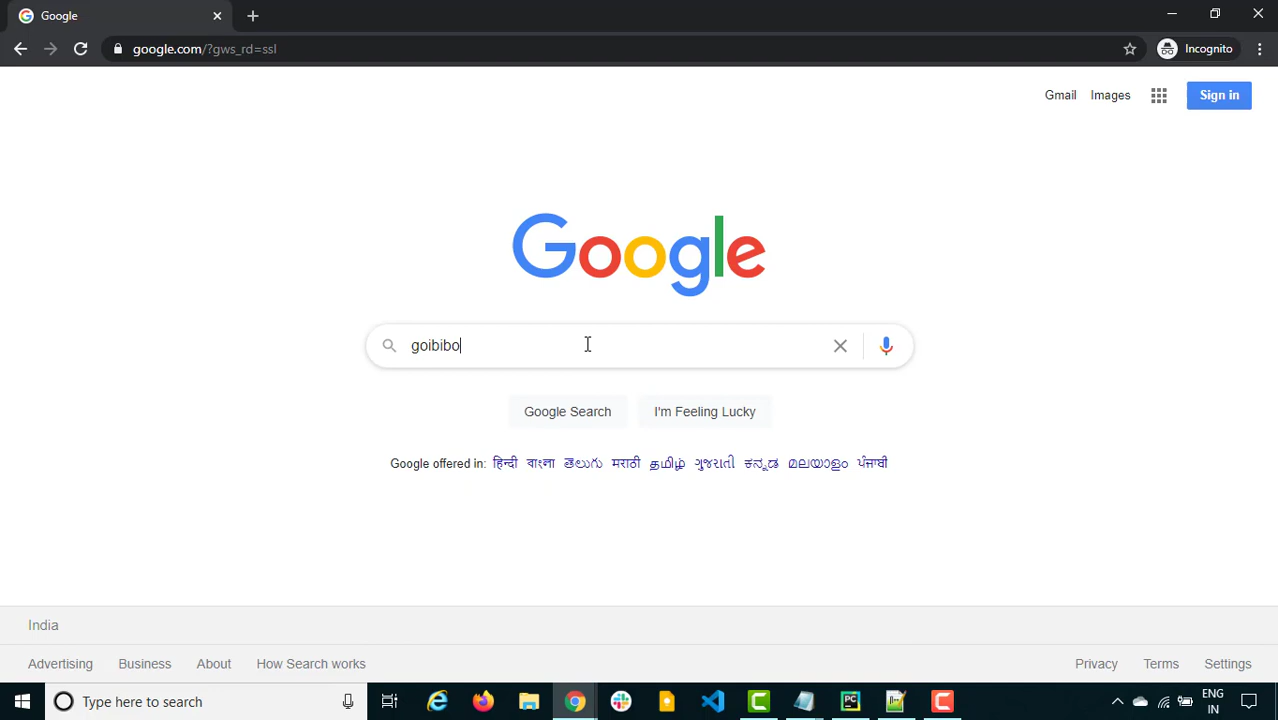 Google
google.com/?gws_rd=ssl
Incognito
Gmail Images Sign in
Google
goibibo
Google Search I'm Feeling Lucky
Google offered in: हिन्दी বাংলা తెలుగు मराठी தமிழ் ગુજરાતી ಕನ್ನಡ മലയാളം ਪੰਜਾਬੀ
India
Advertising Business About How Search works Privacy Terms Settings
Type here to search
ENG
IN